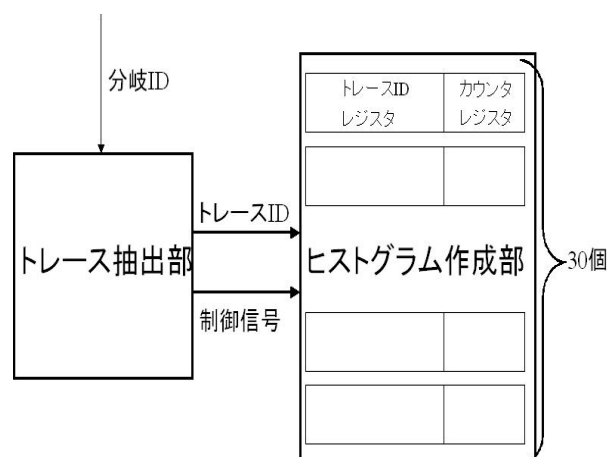 分岐ID
トレースID
レジスタ
カウンタ
レジスタ
トレース抽出部
トレースID
制御信号
ヒストグラム作成部
30個